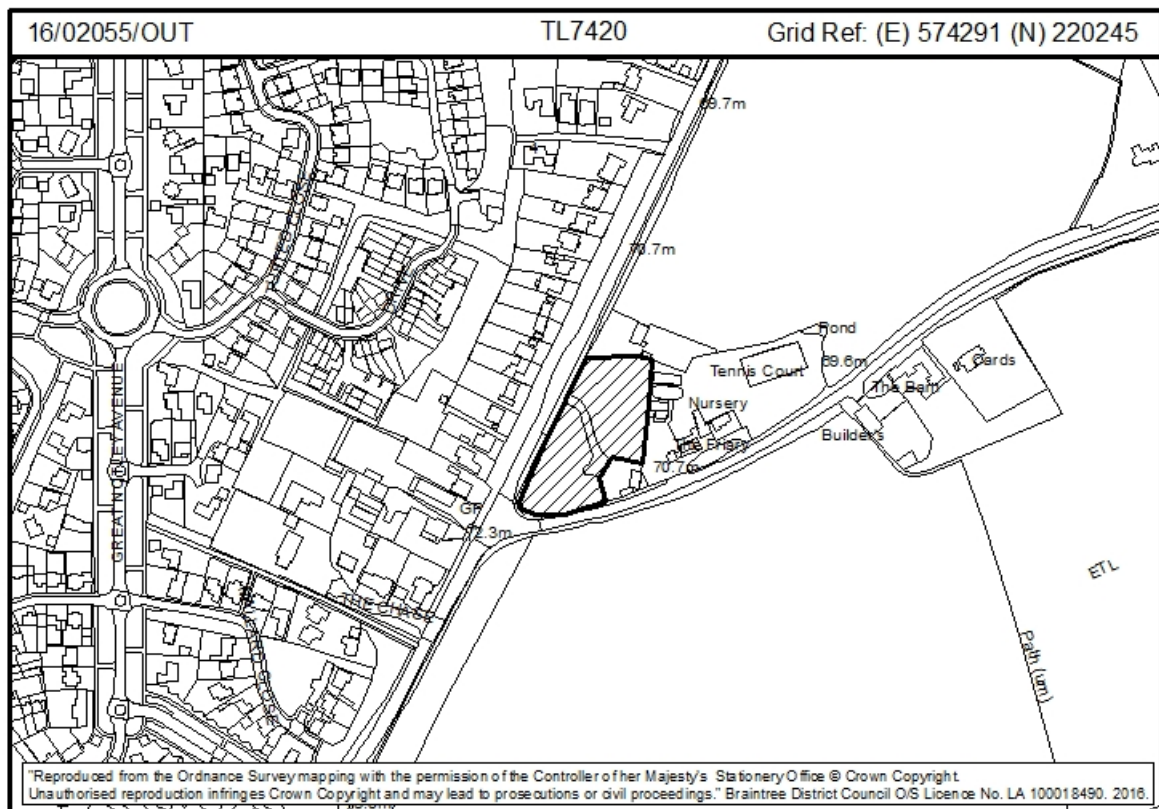 16/02055/OUT TL7420 Grid Ref: (E) 574291 (N) 220245
69.7m
70.7m
Pond
69.6m
Tennis Court
Nursery
The Friary
70.7m
The Barn
Builder's
GREAT NOTLEY AVENUE
72.3m
THE CHASE
ETL
Path (um)
"Reproduced from the Ordnance Survey mapping with the permission of the Controller of her Majesty's Stationery Office © Crown Copyright.
Unauthorised reproduction infringes Crown Copyright and may lead to prosecutions or civil proceedings." Braintree District Council O/S Licence No. LA 100018490. 2016.